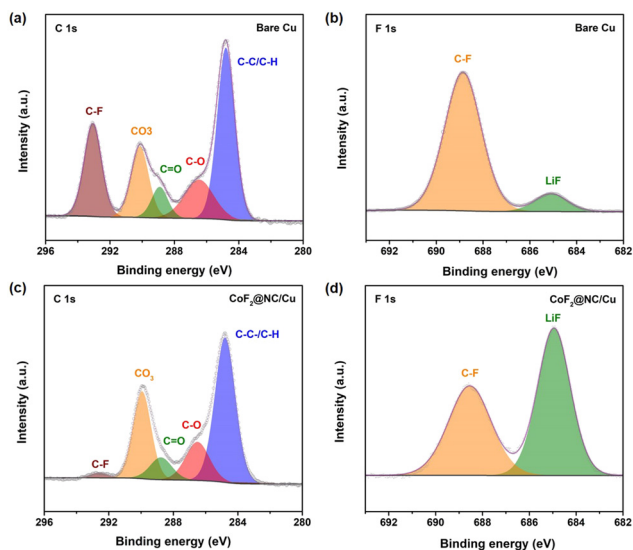 (a)
C 1s
Bare Cu
C-F
CO3
C=O
C-O
C-C/C-H
Intensity (a.u.)
296 292 288 284 280
Binding energy (eV)
(b)
F 1s
Bare Cu
C-F
LiF
Intensity (a.u.)
692 690 688 686 684 682
Binding energy (eV)
(c)
C 1s
CoF₂@NC/Cu
C-F
CO₃
C=O
C-O
C-C-/C-H
Intensity (a.u.)
296 292 288 284 280
Binding energy (eV)
(d)
F 1s
CoF₂@NC/Cu
C-F
LiF
Intensity (a.u.)
692 690 688 686 684 682
Binding energy (eV)